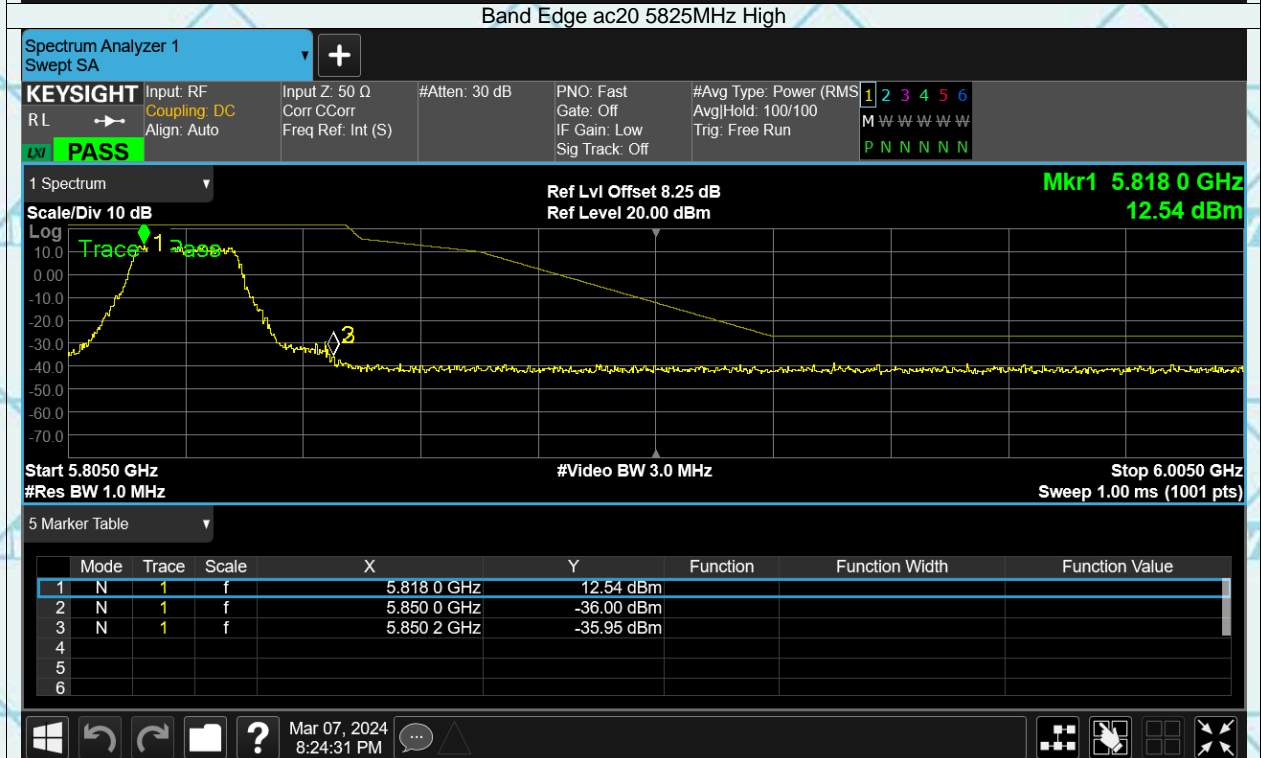 Band Edge ac20 5825MHz High
Spectrum Analyzer 1
Swept SA
KEYSIGHT
RL
LXI PASS
Input: RF
Coupling: DC
Align: Auto
Input Z: 50 Ω
Corr CCorr
Freq Ref: Int (S)
#Atten: 30 dB
PNO: Fast
Gate: Off
IF Gain: Low
Sig Track: Off
#Avg Type: Power (RMS
Avg|Hold: 100/100
Trig: Free Run
1 2 3 4 5 6
M W W W W W
P N N N N N
1 Spectrum
Scale/Div 10 dB
Ref Lvl Offset 8.25 dB
Ref Level 20.00 dBm
Mkr1 5.818 0 GHz
12.54 dBm
Log
Trace 1 Pass
1
2
3
10.0
0.00
-10.0
-20.0
-30.0
-40.0
-50.0
-60.0
-70.0
Start 5.8050 GHz #Video BW 3.0 MHz Stop 6.0050 GHz
#Res BW 1.0 MHz Sweep 1.00 ms (1001 pts)
5 Marker Table
Mode Trace Scale X Y Function Function Width Function Value
1 N 1 f 5.818 0 GHz 12.54 dBm
2 N 1 f 5.850 0 GHz -36.00 dBm
3 N 1 f 5.850 2 GHz -35.95 dBm
4
5
6
? Mar 07, 2024
8:24:31 PM